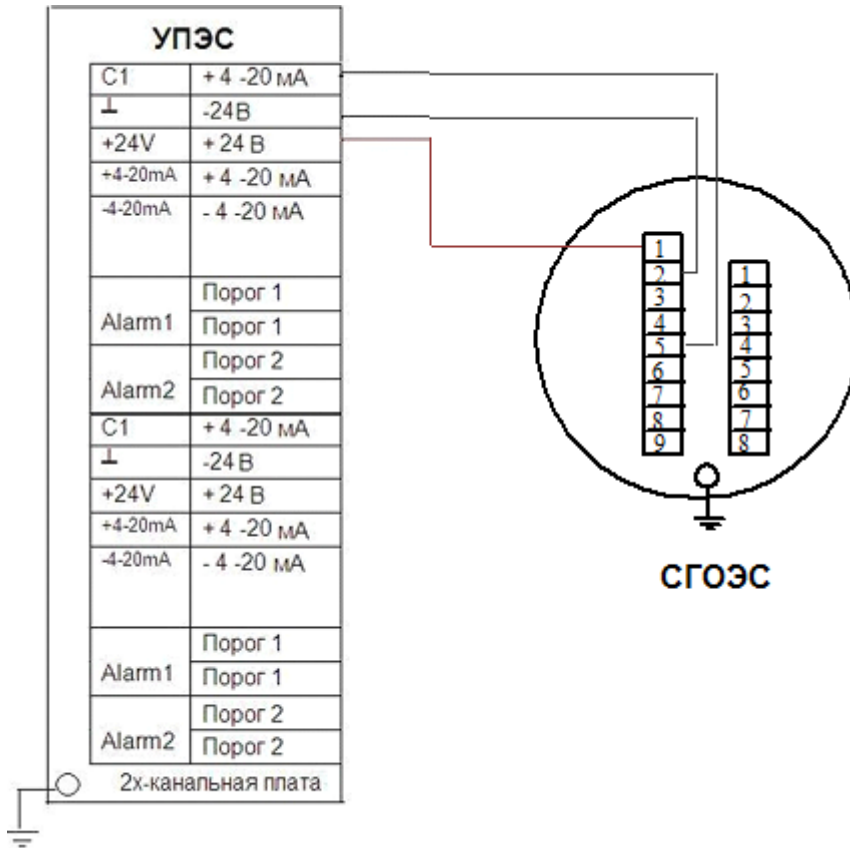 УПЭС
C1 + 4 -20 мА
⊥ -24В
+24V + 24 В
+4-20mA + 4 -20 мА
-4-20mA - 4 -20 мА
Alarm1 Порог 1
Порог 1
Alarm2 Порог 2
Порог 2
C1 + 4 -20 мА
⊥ -24 В
+24V + 24 В
+4-20mA + 4 -20 мА
-4-20mA - 4 -20 мА
Alarm1 Порог 1
Порог 1
Alarm2 Порог 2
Порог 2
2х-канальная плата
1
2
3
4
5
6
7
8
9
1
2
3
4
5
6
7
8
СГОЭС